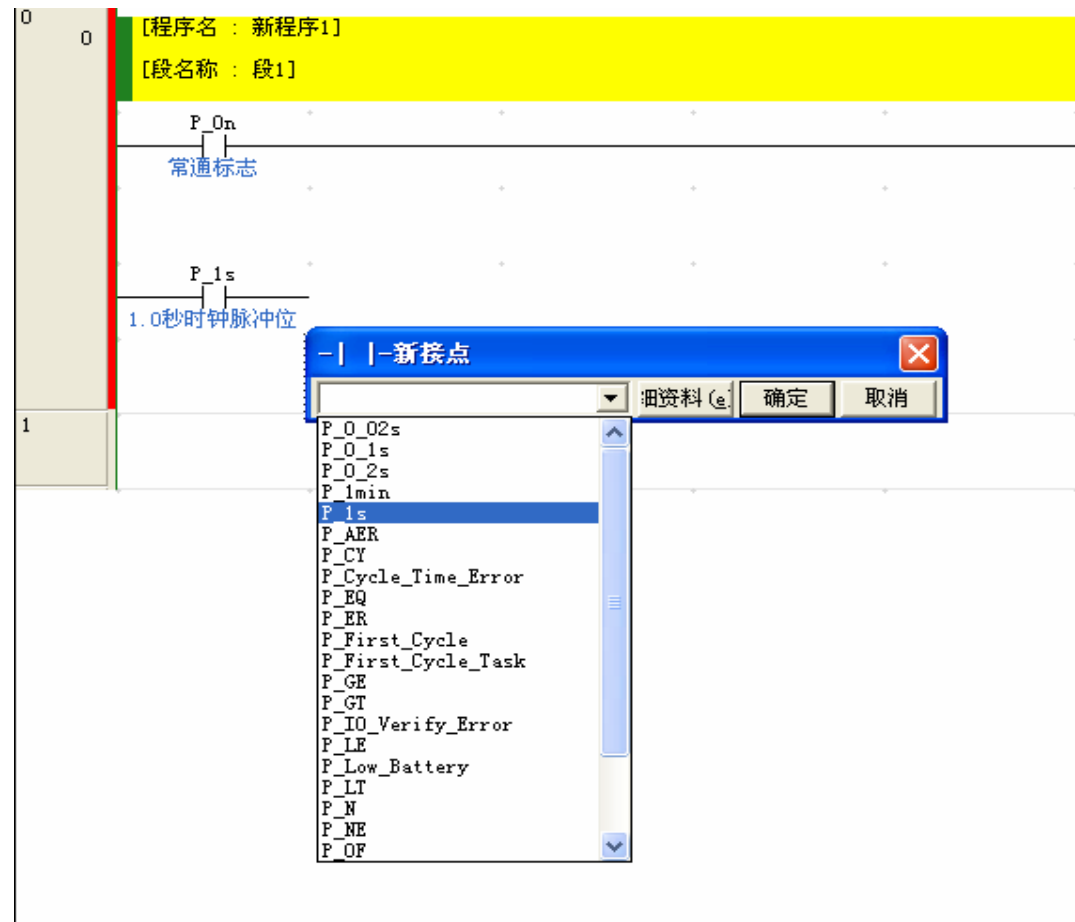 0
0
[程序名 : 新程序1]
[段名称 : 段1]
P_On
常通标志
P_1s
1.0秒时钟脉冲位
-| |-新接点
细资料(e)
确定
取消
1
P_0_02s
P_0_1s
P_0_2s
P_1min
P_1s
P_AER
P_CY
P_Cycle_Time_Error
P_EQ
P_ER
P_First_Cycle
P_First_Cycle_Task
P_GE
P_GT
P_IO_Verify_Error
P_LE
P_Low_Battery
P_LT
P_N
P_NE
P_OF